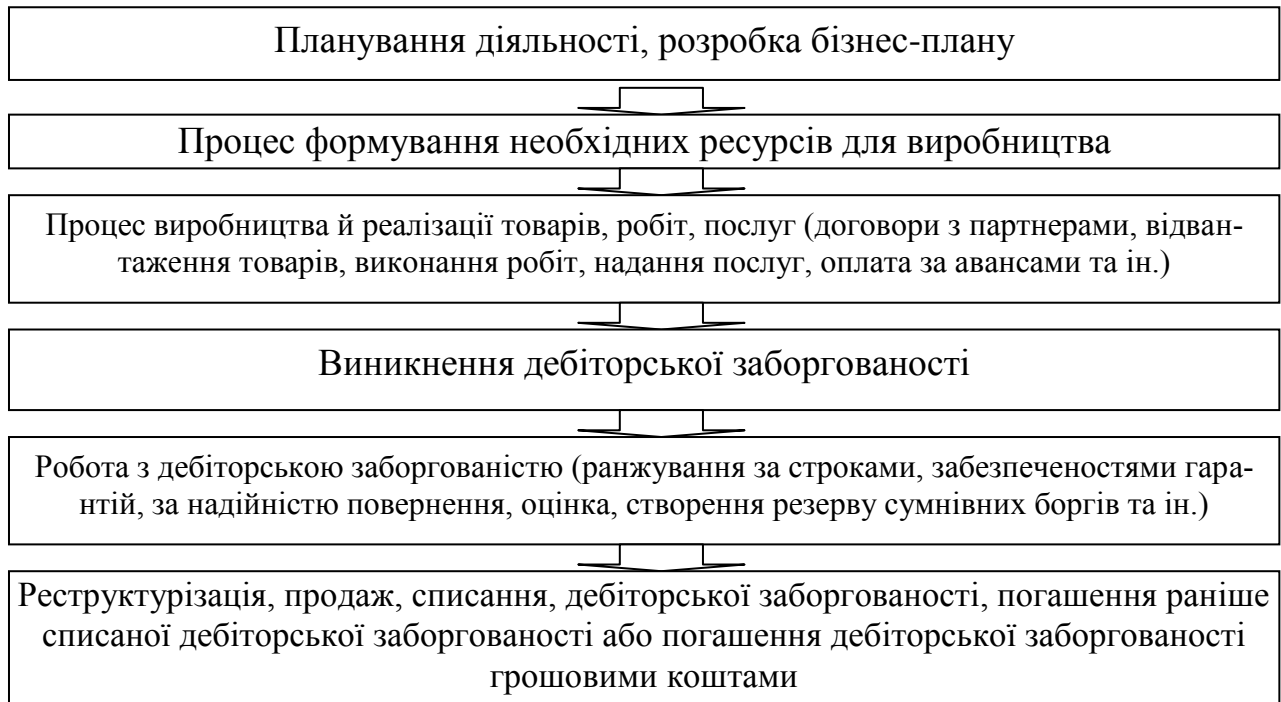 Планування діяльності, розробка бізнес-плану
Процес формування необхідних ресурсів для виробництва
Процес виробництва й реалізації товарів, робіт, послуг (договори з партнерами, відван-
таження товарів, виконання робіт, надання послуг, оплата за авансами та ін.)
Виникнення дебіторської заборгованості
Робота з дебіторською заборгованістю (ранжування за строками, забезпеченостями гара-
нтій, за надійністю повернення, оцінка, створення резерву сумнівних боргів та ін.)
Реструктурізація, продаж, списання, дебіторської заборгованості, погашення раніше
списаної дебіторської заборгованості або погашення дебіторської заборгованості
грошовими коштами